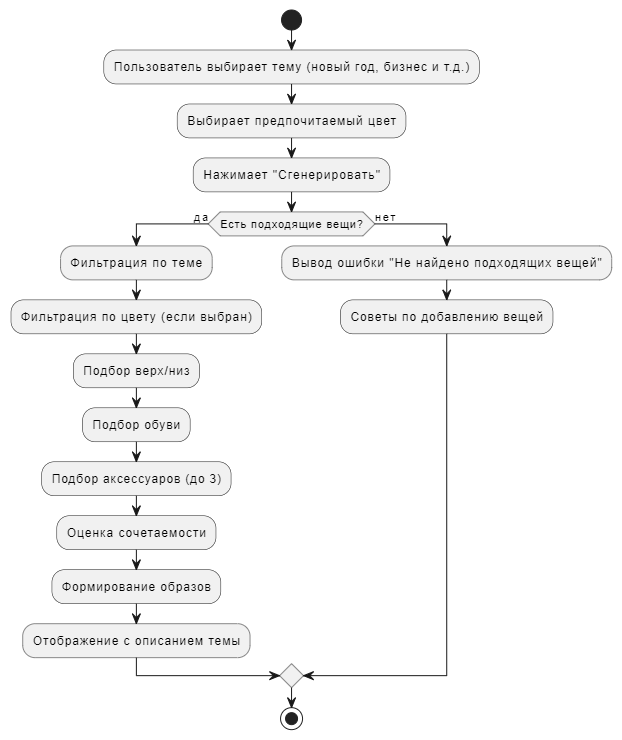 Пользователь выбирает тему (новый год, бизнес и т.д.)
Выбирает предпочитаемый цвет
Нажимает "Сгенерировать"
Есть подходящие вещи?
да
нет
Фильтрация по теме
Фильтрация по цвету (если выбран)
Подбор верх/низ
Подбор обуви
Подбор аксессуаров (до 3)
Оценка сочетаемости
Формирование образов
Отображение с описанием темы
Вывод ошибки "Не найдено подходящих вещей"
Советы по добавлению вещей